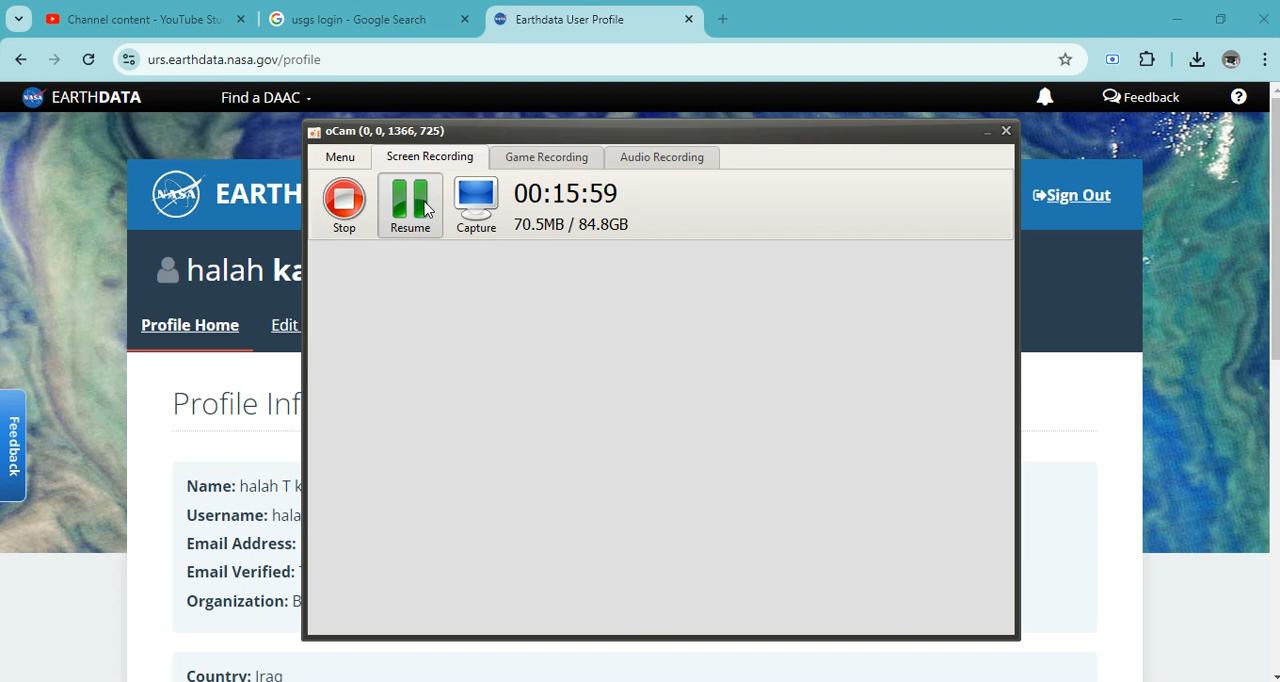 Channel content - YouTube Stu
usgs login - Google Search
Earthdata User Profile
urs.earthdata.nasa.gov/profile
NASA
EARTHDATA
Find a DAAC
Feedback
?
oCam (0, 0, 1366, 725)
Menu
Screen Recording
Game Recording
Audio Recording
Stop
Resume
Capture
00:15:59
70.5MB / 84.8GB
NASA
EARTH
Sign Out
halah ka
Profile Home
Edit
Feedback
Profile Inf
Name: halah T k
Username: hala
Email Address:
Email Verified: T
Organization: B
Country: Iraq